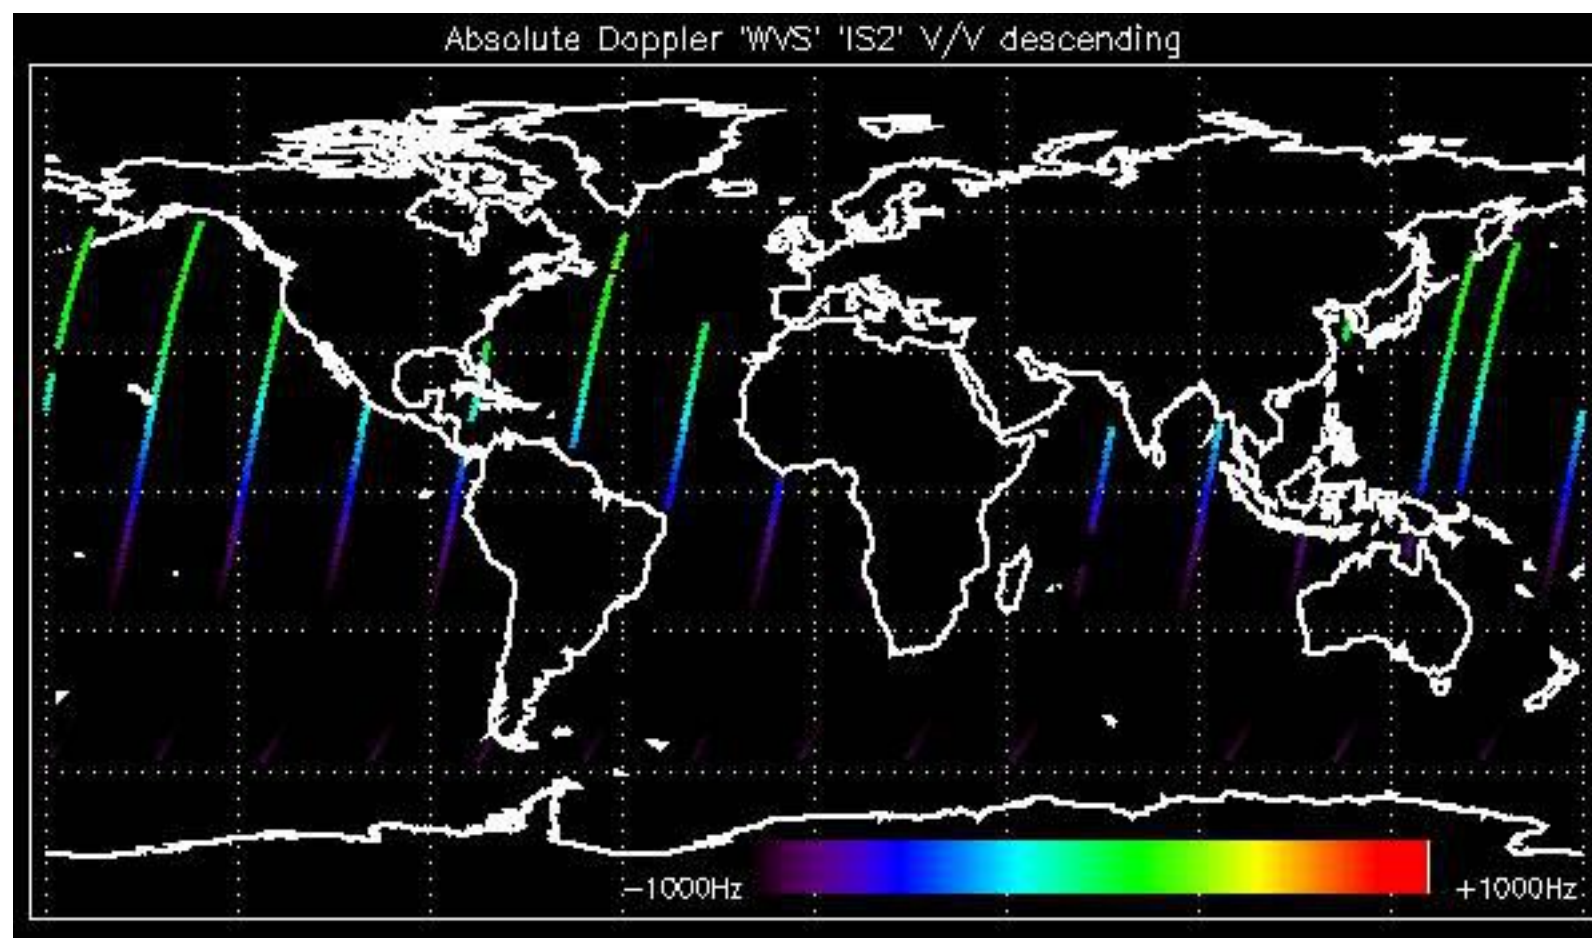 Absolute Doppler 'WVS' 'IS2' V/V descending
-1000Hz
+1000Hz